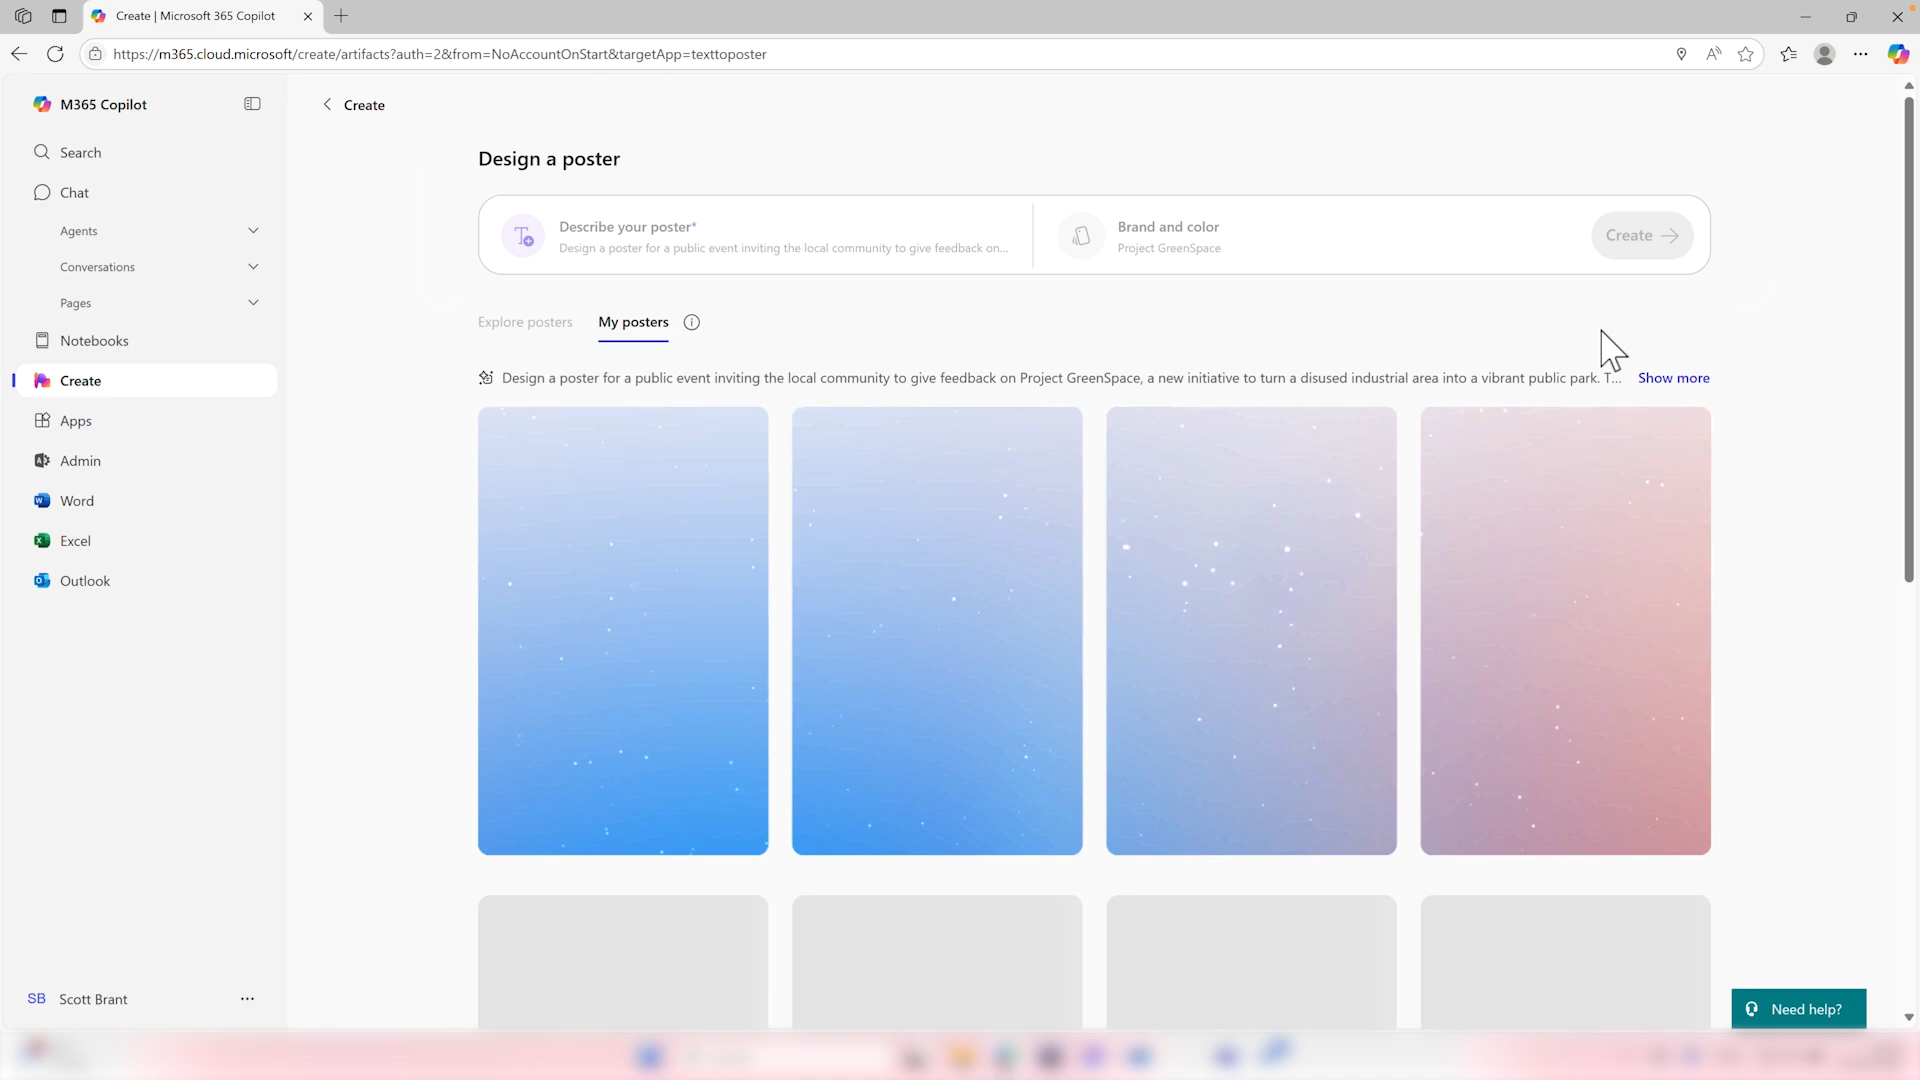 Create | Microsoft 365 Copilot
https://m365.cloud.microsoft/create/artifacts?auth=2&from=NoAccountOnStart&targetApp=texttoposter
M365 Copilot
Create
Search
Design a poster
Chat
Describe your poster*
Design a poster for a public event inviting the local community to give feedback on...
Brand and color
Project GreenSpace
Create
Agents
Conversations
Pages
Explore posters
My posters
Notebooks
Design a poster for a public event inviting the local community to give feedback on Project GreenSpace, a new initiative to turn a disused industrial area into a vibrant public park. T... Show more
Create
Apps
Admin
Word
Excel
Outlook
SB Scott Brant
Need help?